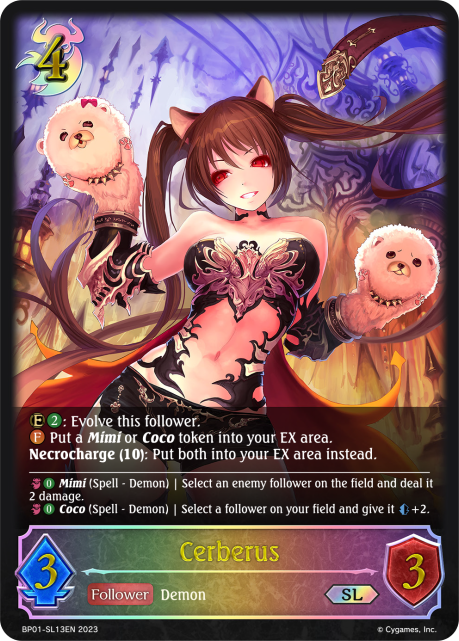 4
E 2: Evolve this follower.
F Put a Mimi or Coco token into your EX area.
Necrocharge (10): Put both into your EX area instead.
0 Mimi (Spell - Demon) | Select an enemy follower on the field and deal it
2 damage.
0 Coco (Spell - Demon) | Select a follower on your field and give it +2.
Cerberus
3
Follower Demon
SL
3
BP01-SL13EN 2023
© Cygames, Inc.